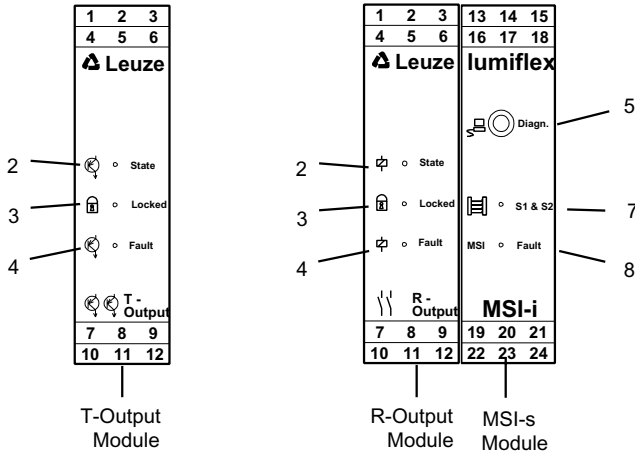 1 2 3
4 5 6
Leuze
2
State
3
Locked
4
Fault
T -
Output
7 8 9
10 11 12
T-Output
Module
1 2 3 13 14 15
4 5 6 16 17 18
Leuze lumiflex
5
Diagn.
2
State
3
Locked
S1 & S2
7
4
Fault
MSI
Fault
8
R -
Output
MSI-i
7 8 9 19 20 21
10 11 12 22 23 24
R-Output
Module
MSI-s
Module